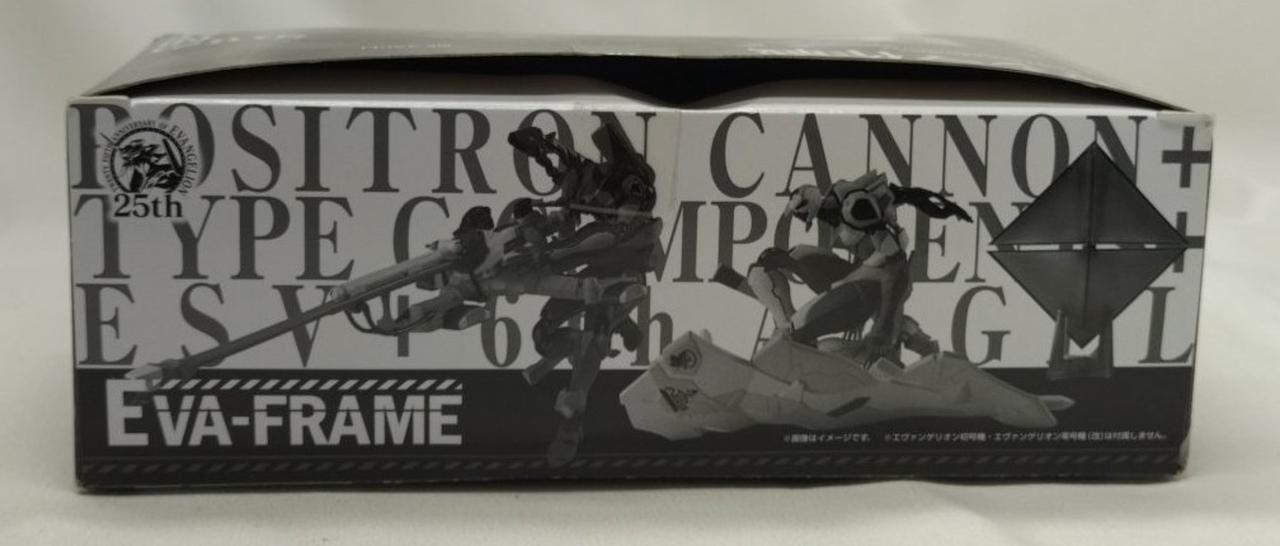 POSITRON CANNON+
TYPE COMPONENT+
ESV+6th ANGEL
25th
EVA-FRAME
※画像はイメージです。 ※エヴァンゲリオン初号機・エヴァンゲリオン零号機(改)は付属しません。